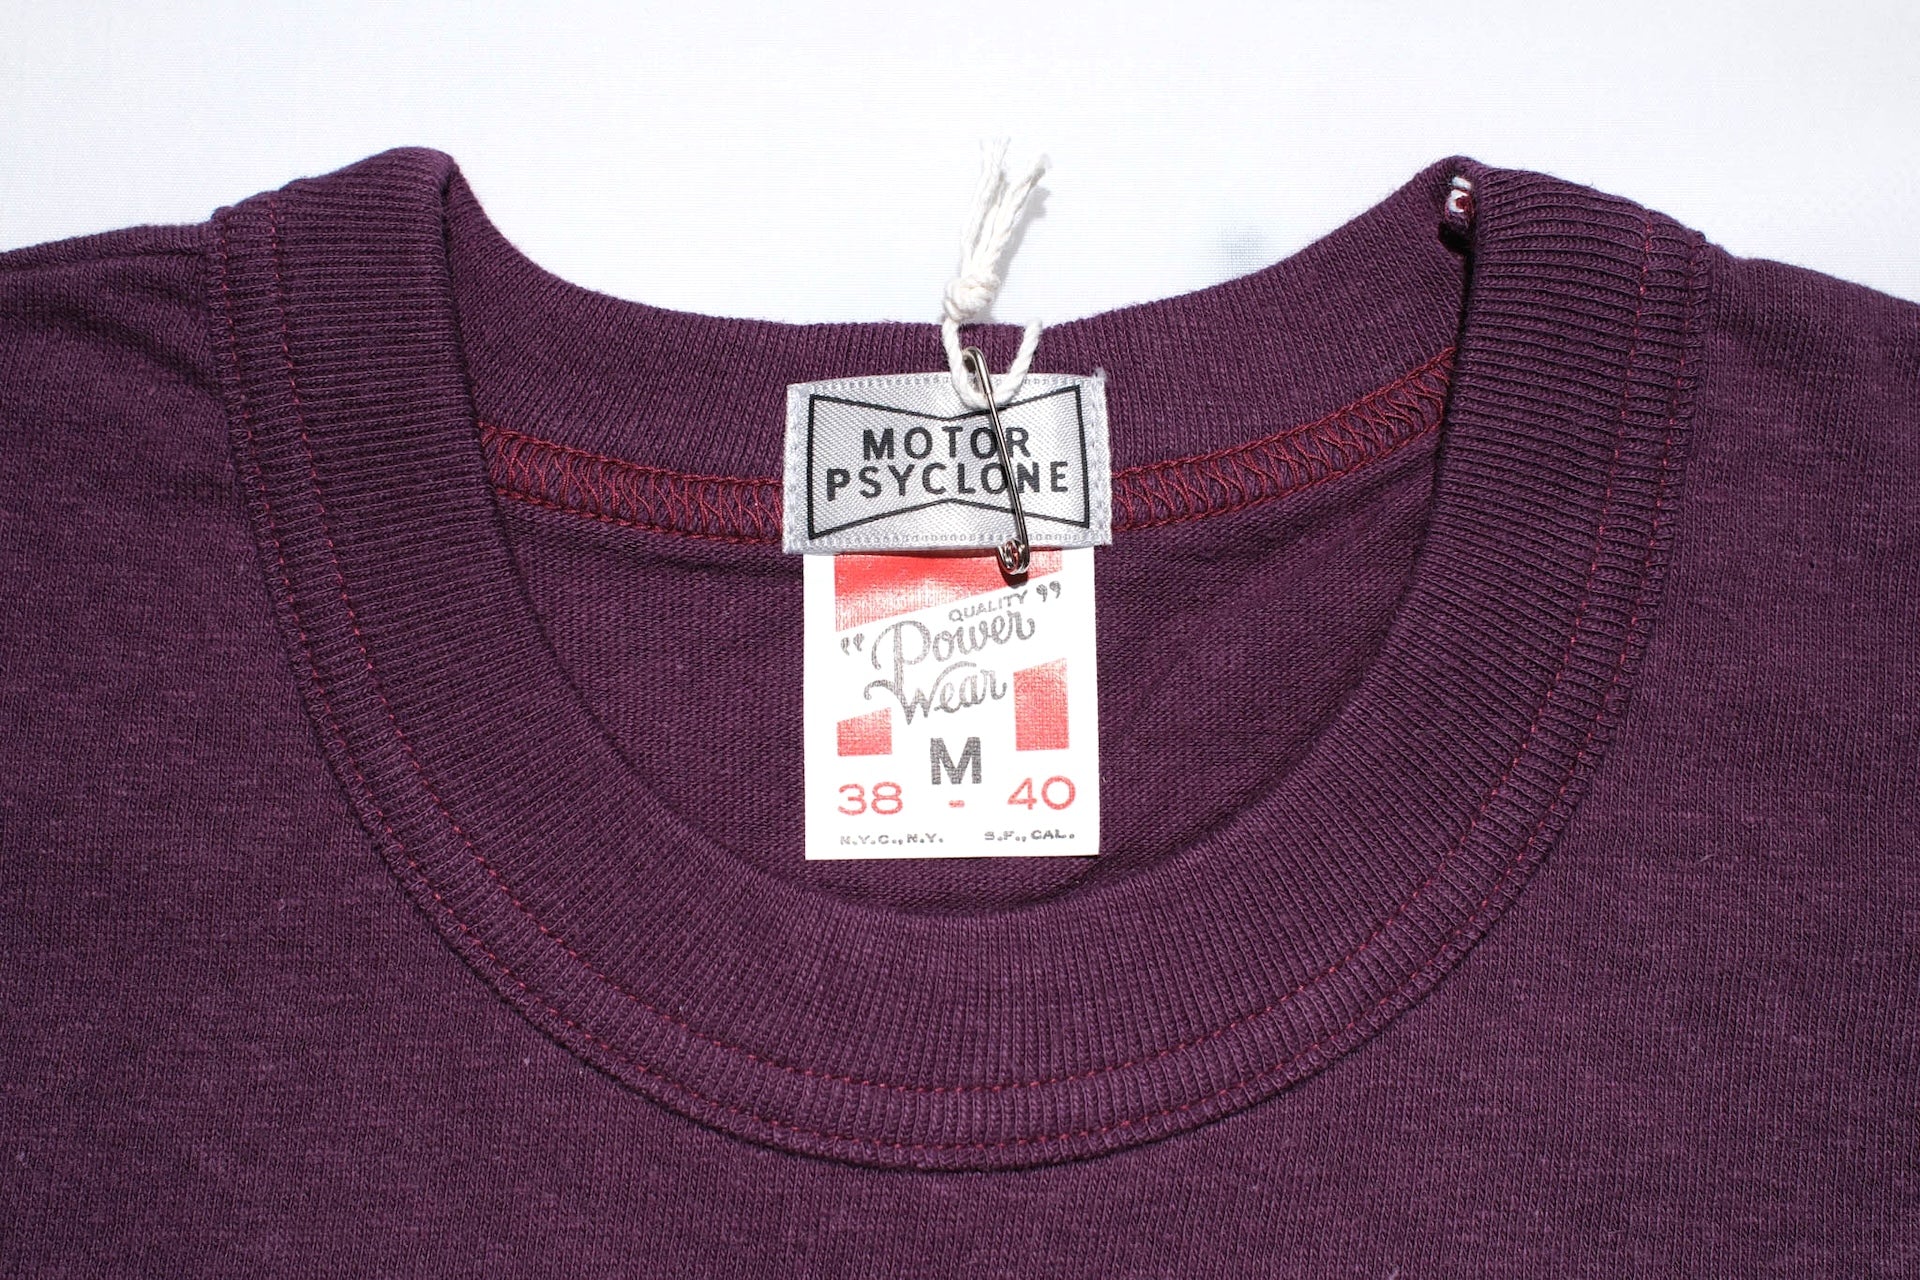 MOTOR
PSYCLONE
QUALITY
"Power"
Wear
M
38 - 40
N.Y.C., N.Y. S.F., CAL.